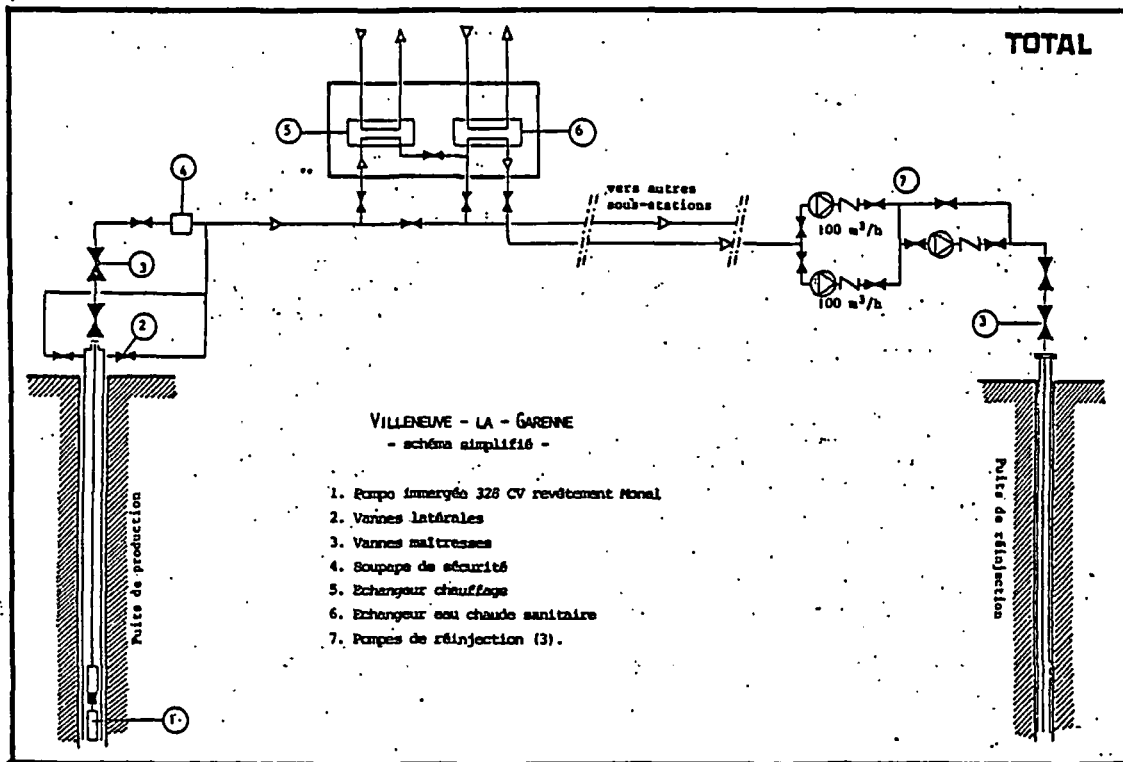 TOTAL
5
6
4
vers autres
sous-stations
7
100 m³/h
3
100 m³/h
2
3
VILLENEUVE - LA - GARENNE
- schéma simplifié -
1. Pompe immergée 328 CV revêtement Monel
2. Vannes latérales
3. Vannes maîtresses
4. Soupape de sécurité
5. Echangeur chauffage
6. Echangeur eau chaude sanitaire
7. Pompes de réinjection (3).
Puits de production
Puits de réinjection
1